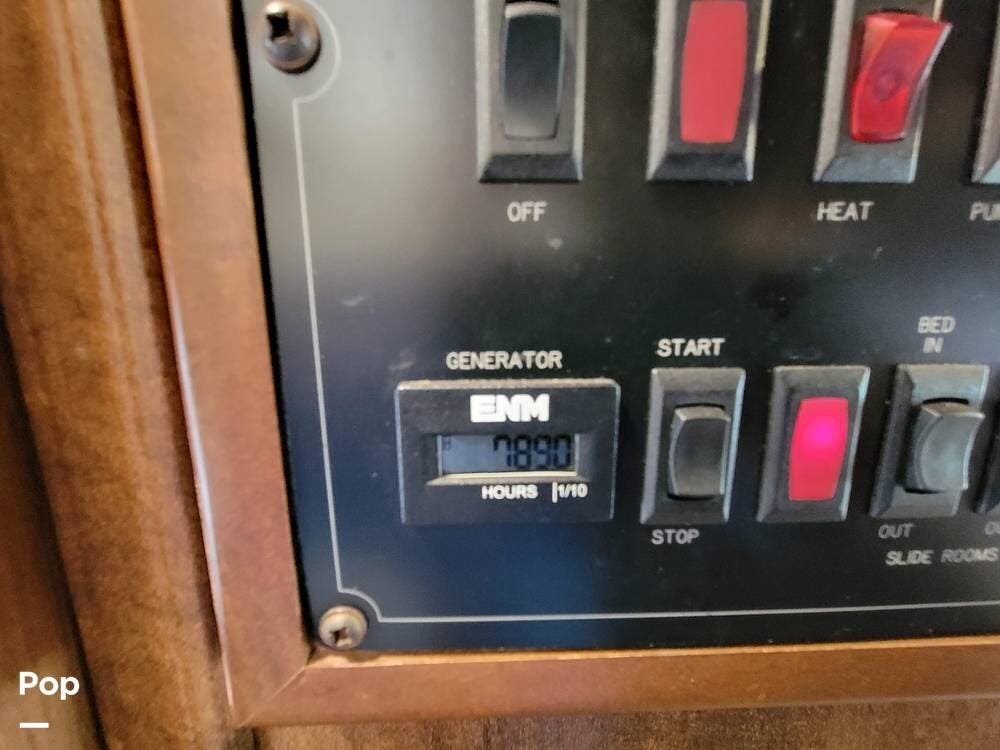 OFF
HEAT
GENERATOR
START
BED
IN
ENM
7890
HOURS 1/10
STOP
OUT
SLIDE ROOMS
Pop